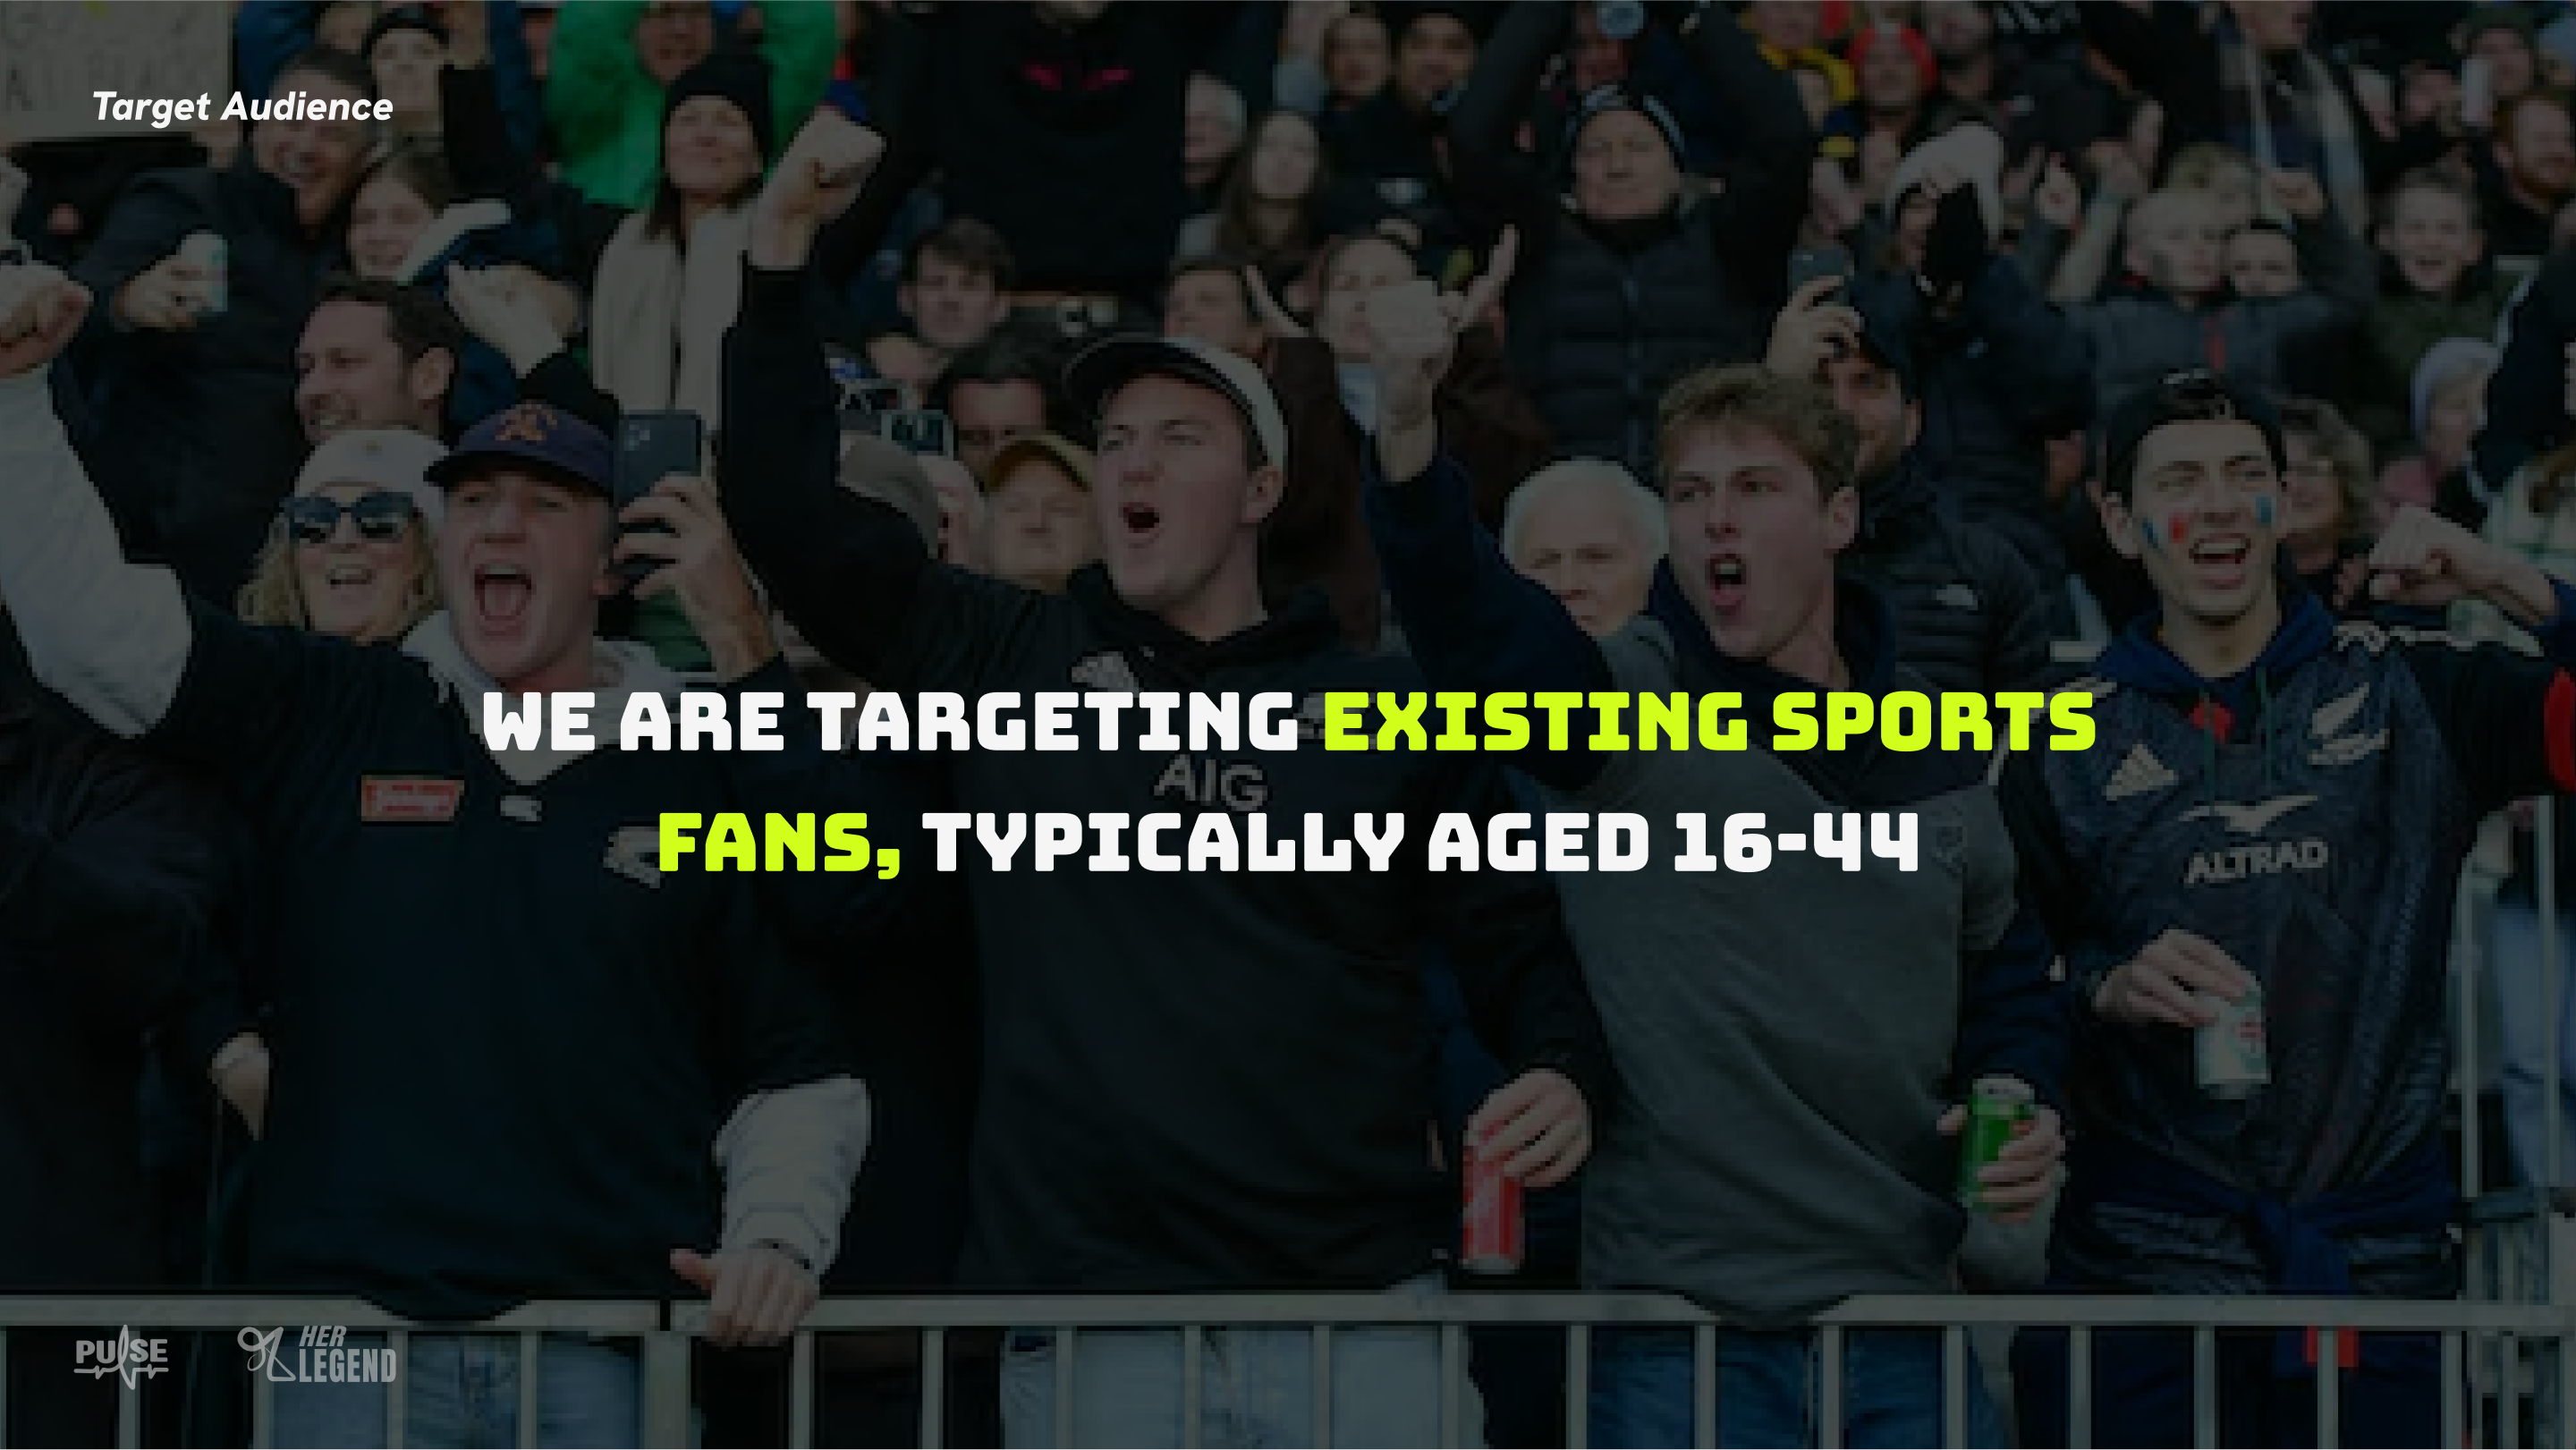 Target Audience
WE ARE TARGETING EXISTING SPORTS
AIG
FANS, TYPICALLY AGED 16-44
ALTRAD
PULSE
HER
LEGEND